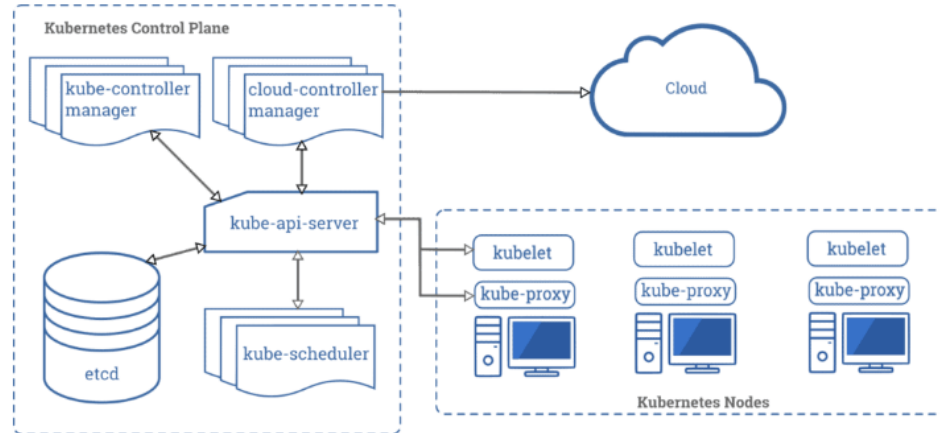 Kubernetes Control Plane
kube-controller
manager
cloud-controller
manager
Cloud
kube-api-server
etcd
kube-scheduler
kubelet
kubelet
kubelet
kube-proxy
kube-proxy
kube-proxy
Kubernetes Nodes